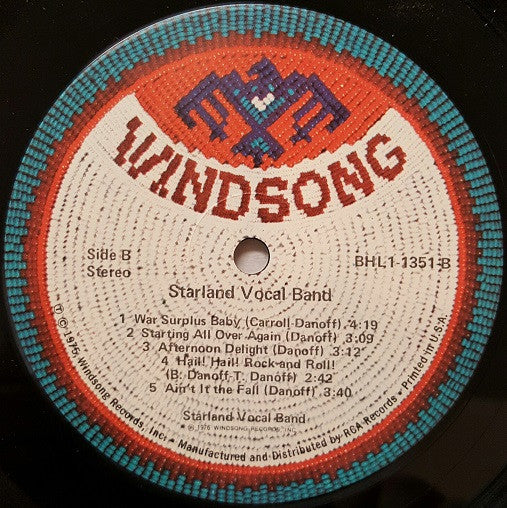 WINDSONG
Side B
Stereo
BHL1-1351-B
Starland Vocal Band
1 War Surplus Baby (Carroll-Danoff) 4:19
2 Starting All Over Again (Danoff) 3:09
3 Afternoon Delight (Danoff) 3:12
4 Hail! Hail! Rock and Roll!
(B. Danoff-T. Danoff) 2:42
5 Ain't It the Fall (Danoff) 3:40
Starland Vocal Band
℗ 1976 WINDSONG RECORDS, INC.
© 1975 Windsong Records, Inc. • Manufactured and Distributed by RCA Records • Printed in U.S.A.